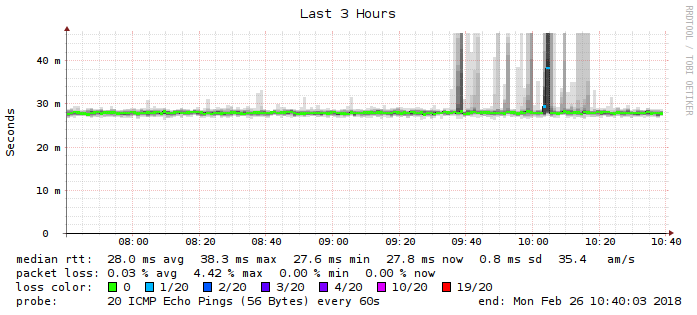 Last 3 Hours
RRDTOOL / TOBI OETIKER
Seconds
40 m
30 m
20 m
10 m
0
08:00 08:20 08:40 09:00 09:20 09:40 10:00 10:20 10:40
median rtt: 28.0 ms avg 38.3 ms max 27.6 ms min 27.8 ms now 0.8 ms sd 35.4 am/s
packet loss: 0.03 % avg 4.42 % max 0.00 % min 0.00 % now
loss color: 0 1/20 2/20 3/20 4/20 10/20 19/20
probe: 20 ICMP Echo Pings (56 Bytes) every 60s end: Mon Feb 26 10:40:03 2018